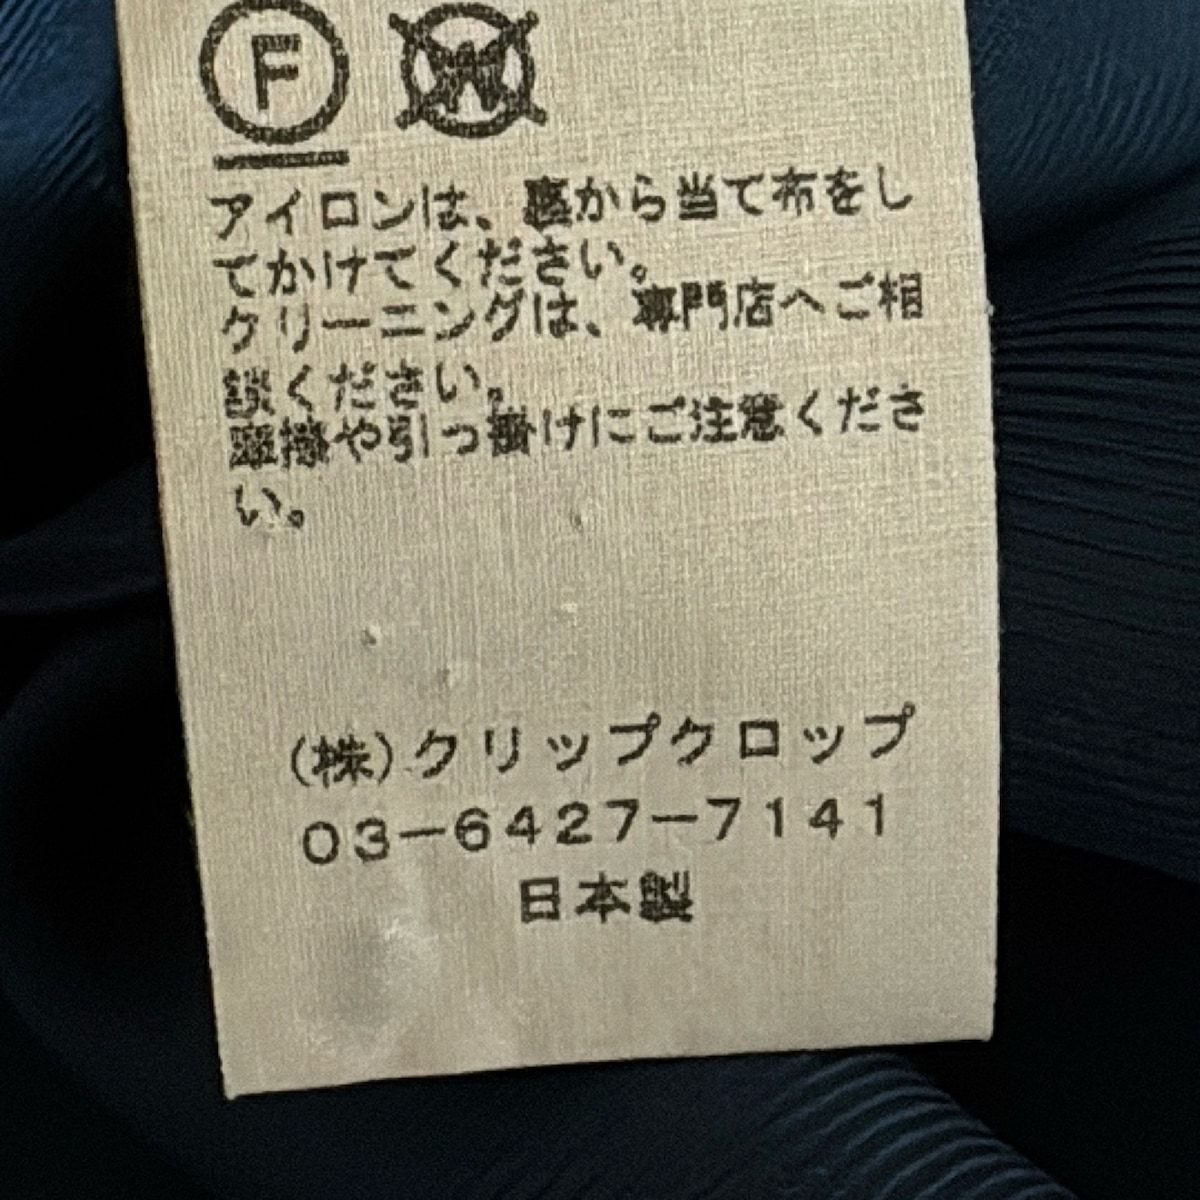 F
W
アイロンは、裏から当て布をし
てかけてください。
クリーニングは、専門店へご相
談ください。
摩擦や引っ掛けにご注意くださ
い。
(株)クリップクロップ
03-6427-7141
日本製